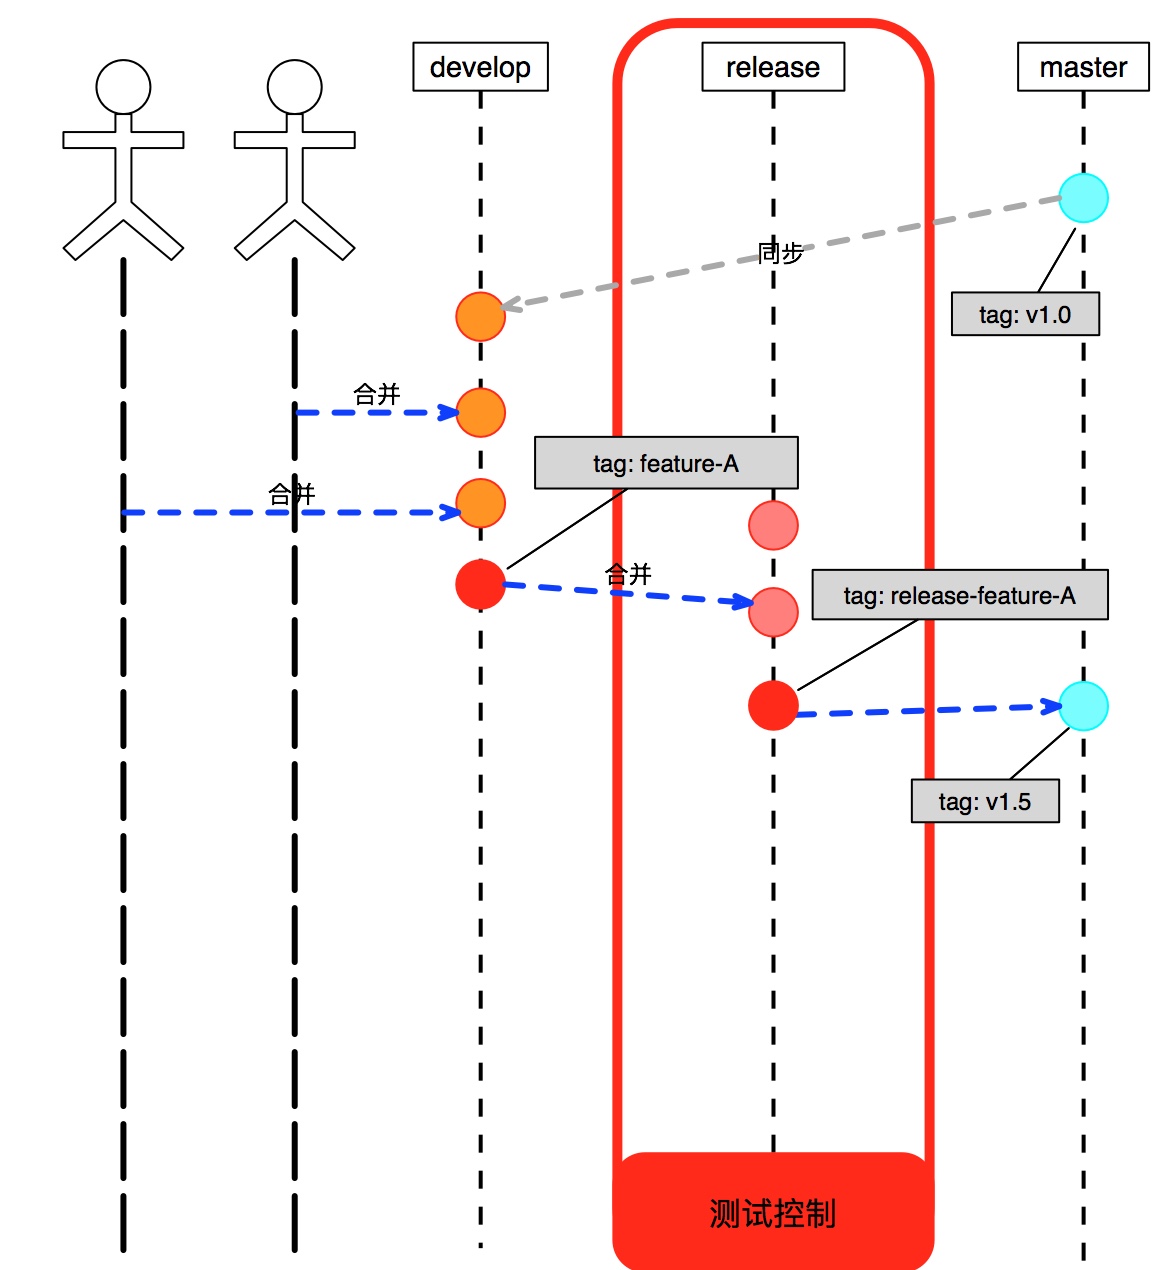 develop
release
master
同步
tag: v1.0
合并
tag: feature-A
合并
合并
tag: release-feature-A
tag: v1.5
测试控制